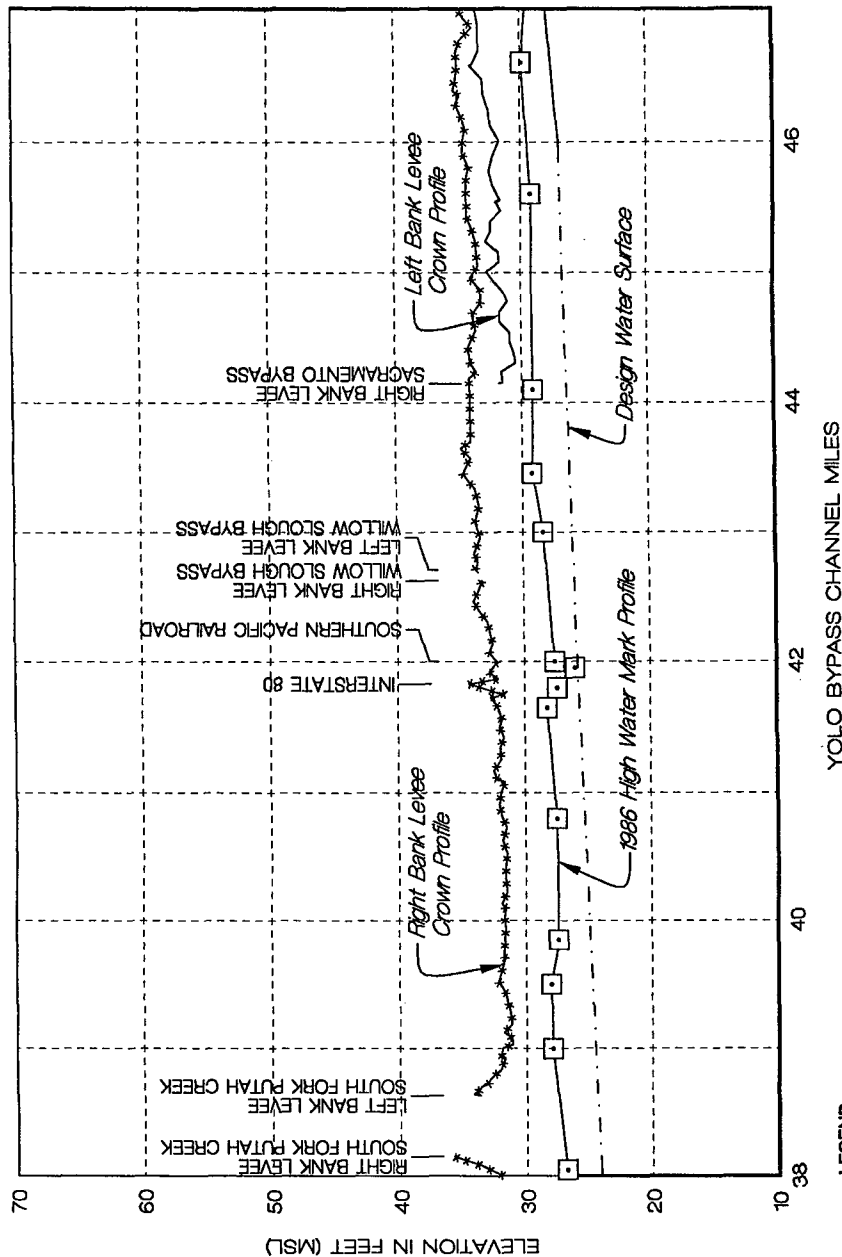 70
60
50
40
30
20
10
ELEVATION IN FEET (MSL)
RIGHT BANK LEVEE
SOUTH FORK PUTAH CREEK
LEFT BANK LEVEE
SOUTH FORK PUTAH CREEK
INTERSTATE 80
SOUTHERN PACIFIC RAILROAD
RIGHT BANK LEVEE
WILLOW SLOUGH BYPASS
LEFT BANK LEVEE
WILLOW SLOUGH BYPASS
RIGHT BANK LEVEE
SACRAMENTO BYPASS
Right Bank Levee
Crown Profile
Left Bank Levee
Crown Profile
1986 High Water Mark Profile
Design Water Surface
38
40
42
44
46
YOLO BYPASS CHANNEL MILES
LEGEND